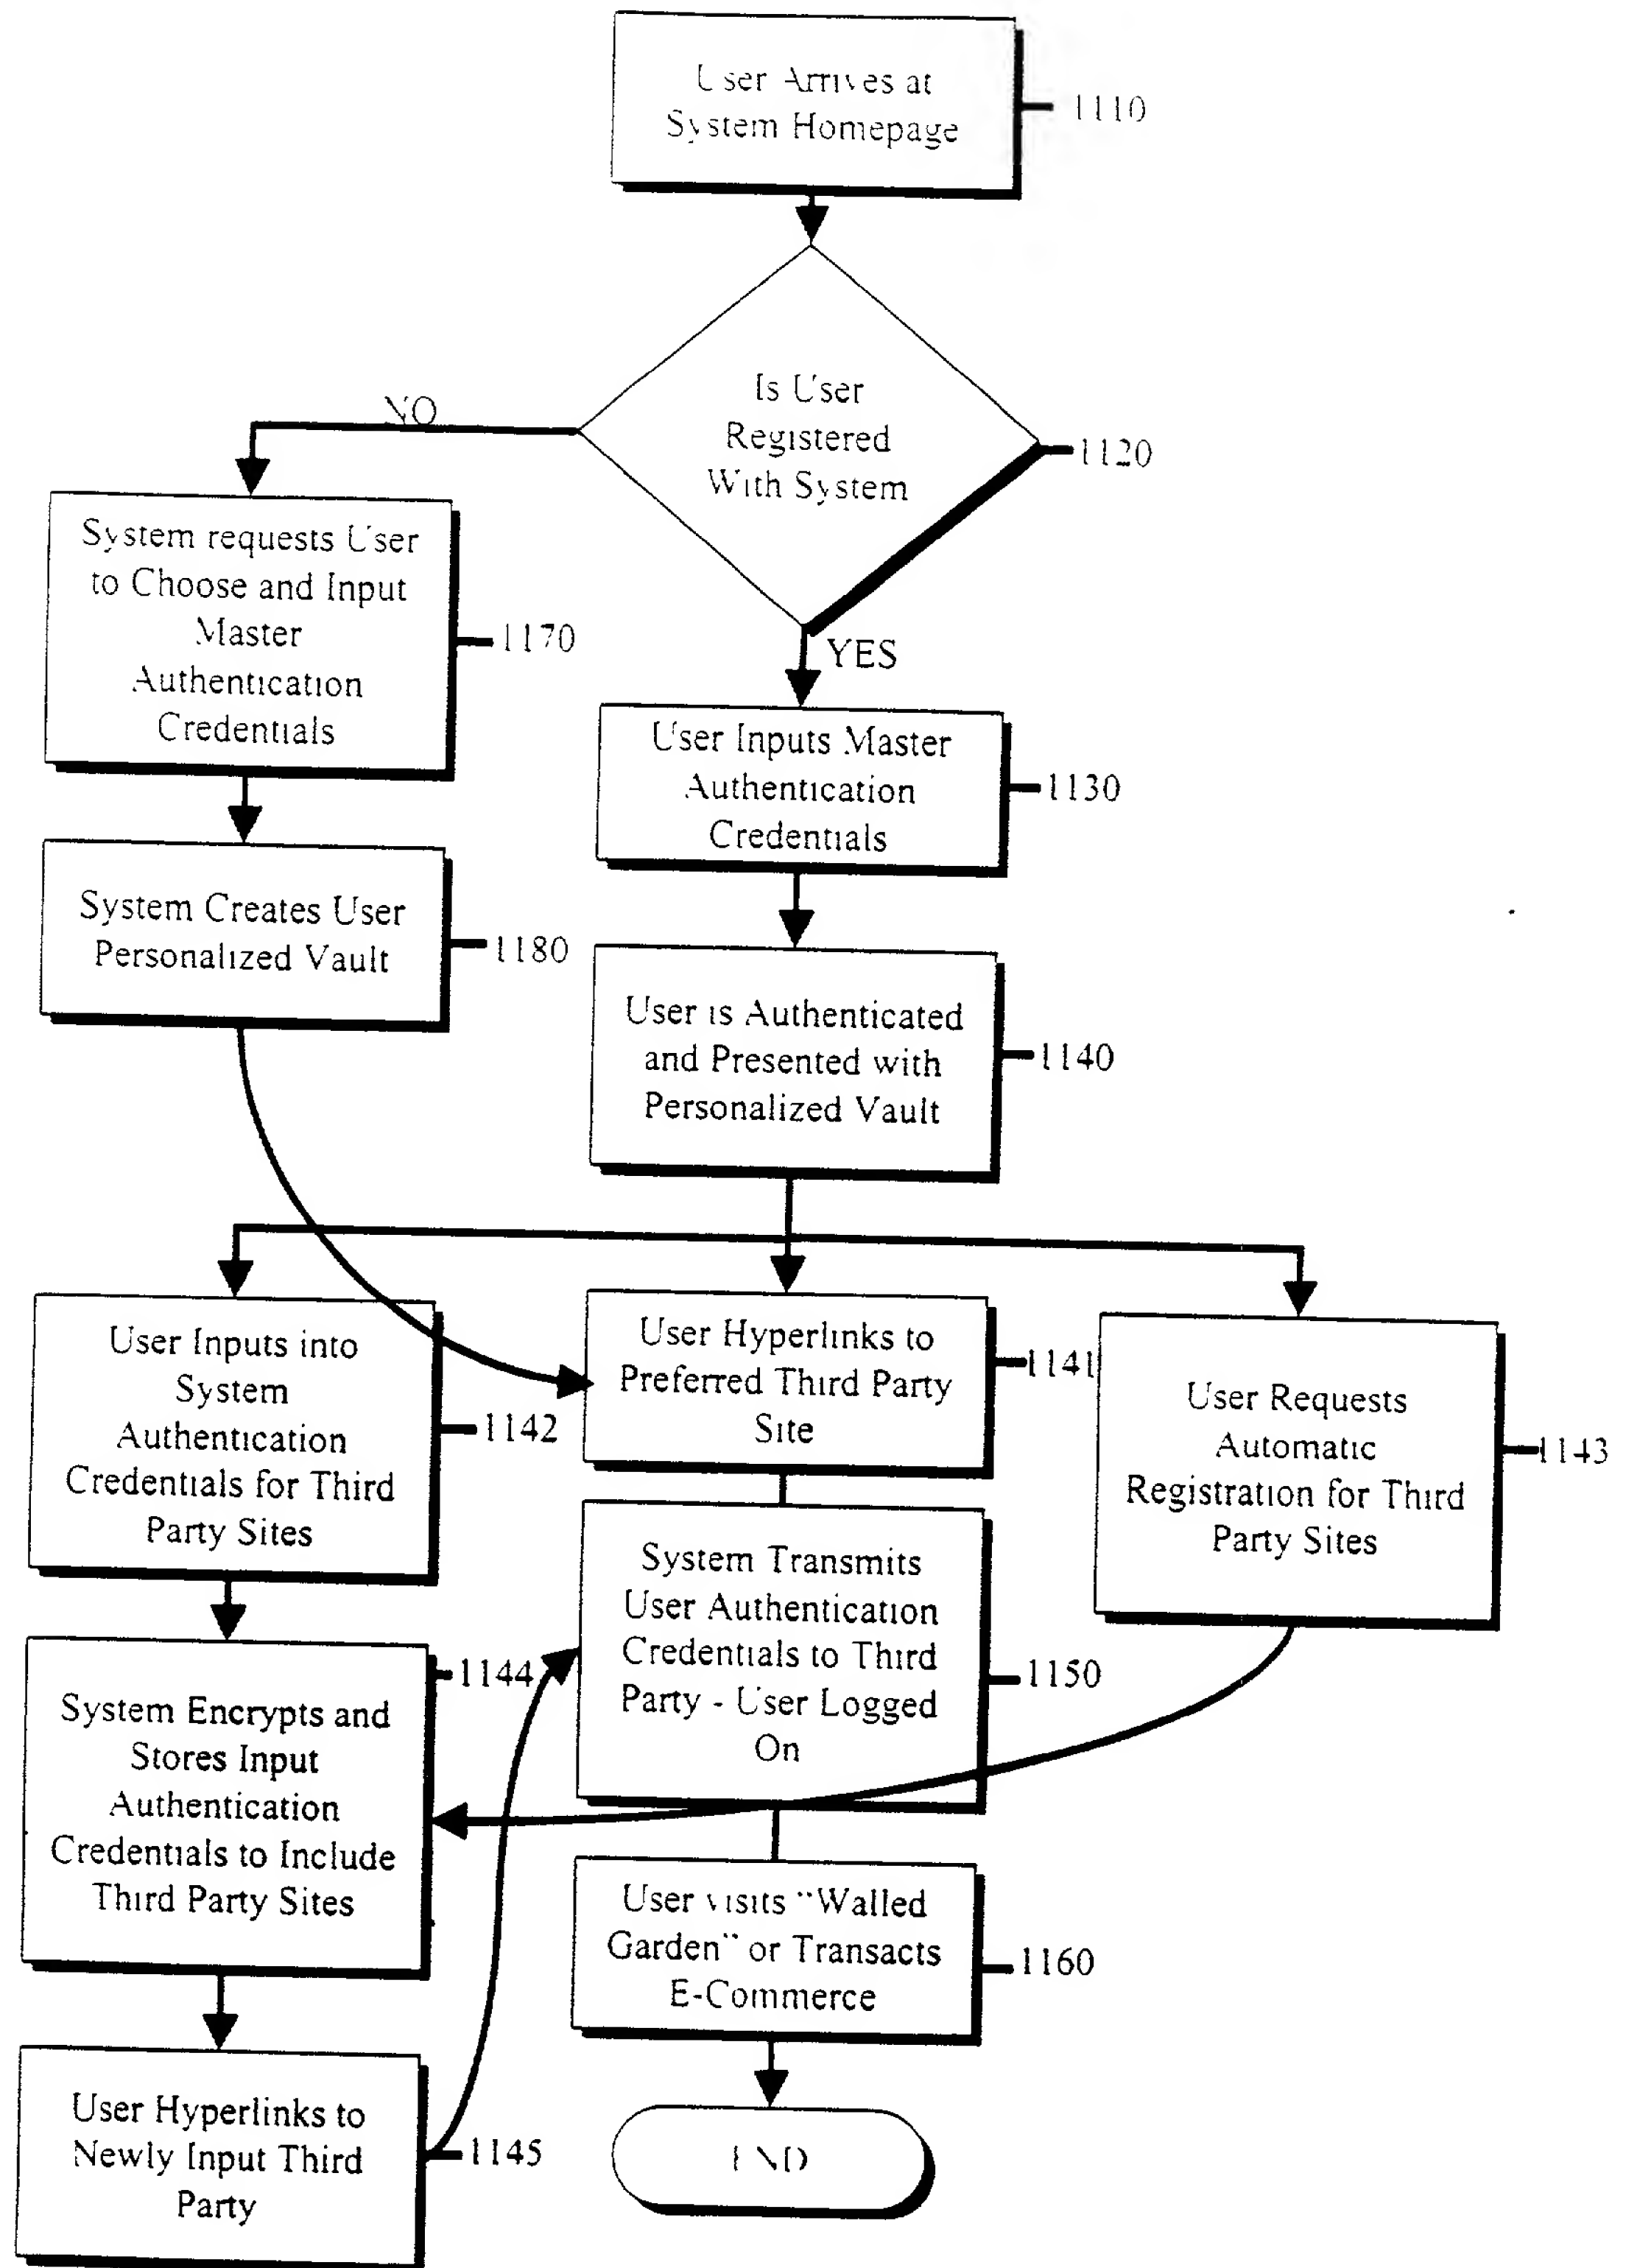 User Arrives at
System Homepage
1110
Is User
Registered
With System
1120
NO
YES
System requests User
to Choose and Input
Master
Authentication
Credentials
1170
User Inputs Master
Authentication
Credentials
1130
System Creates User
Personalized Vault
1180
User is Authenticated
and Presented with
Personalized Vault
1140
User Inputs into
System
Authentication
Credentials for Third
Party Sites
1142
User Hyperlinks to
Preferred Third Party
Site
1141
User Requests
Automatic
Registration for Third
Party Sites
1143
System Transmits
User Authentication
Credentials to Third
Party - User Logged
On
1150
System Encrypts and
Stores Input
Authentication
Credentials to Include
Third Party Sites
1144
User visits "Walled
Garden" or Transacts
E-Commerce
1160
User Hyperlinks to
Newly Input Third
Party
1145
END